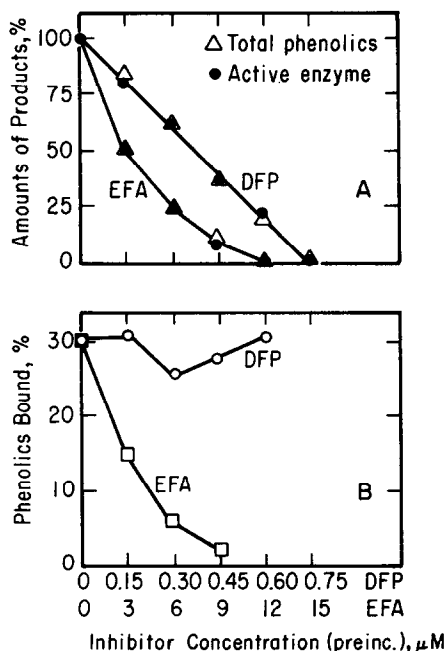 Amounts of Products, %
100
75
50
25
0
△ Total phenolics
● Active enzyme
EFA
DFP
A
Phenolics Bound, %
30
20
10
0
DFP
EFA
B
0 0.15 0.30 0.45 0.60 0.75 DFP
0 3 6 9 12 15 EFA
Inhibitor Concentration (preinc.), μM